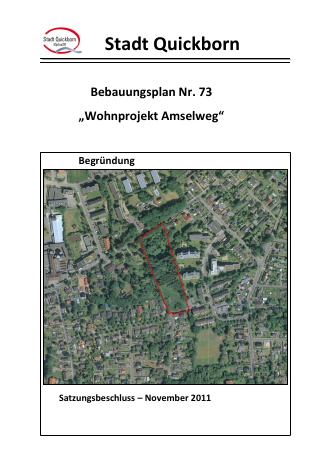 Stadt Quickborn
Stadt Quickborn
Bebauungsplan Nr. 73
„Wohnprojekt Amselweg“
Begründung
Satzungsbeschluss – November 2011